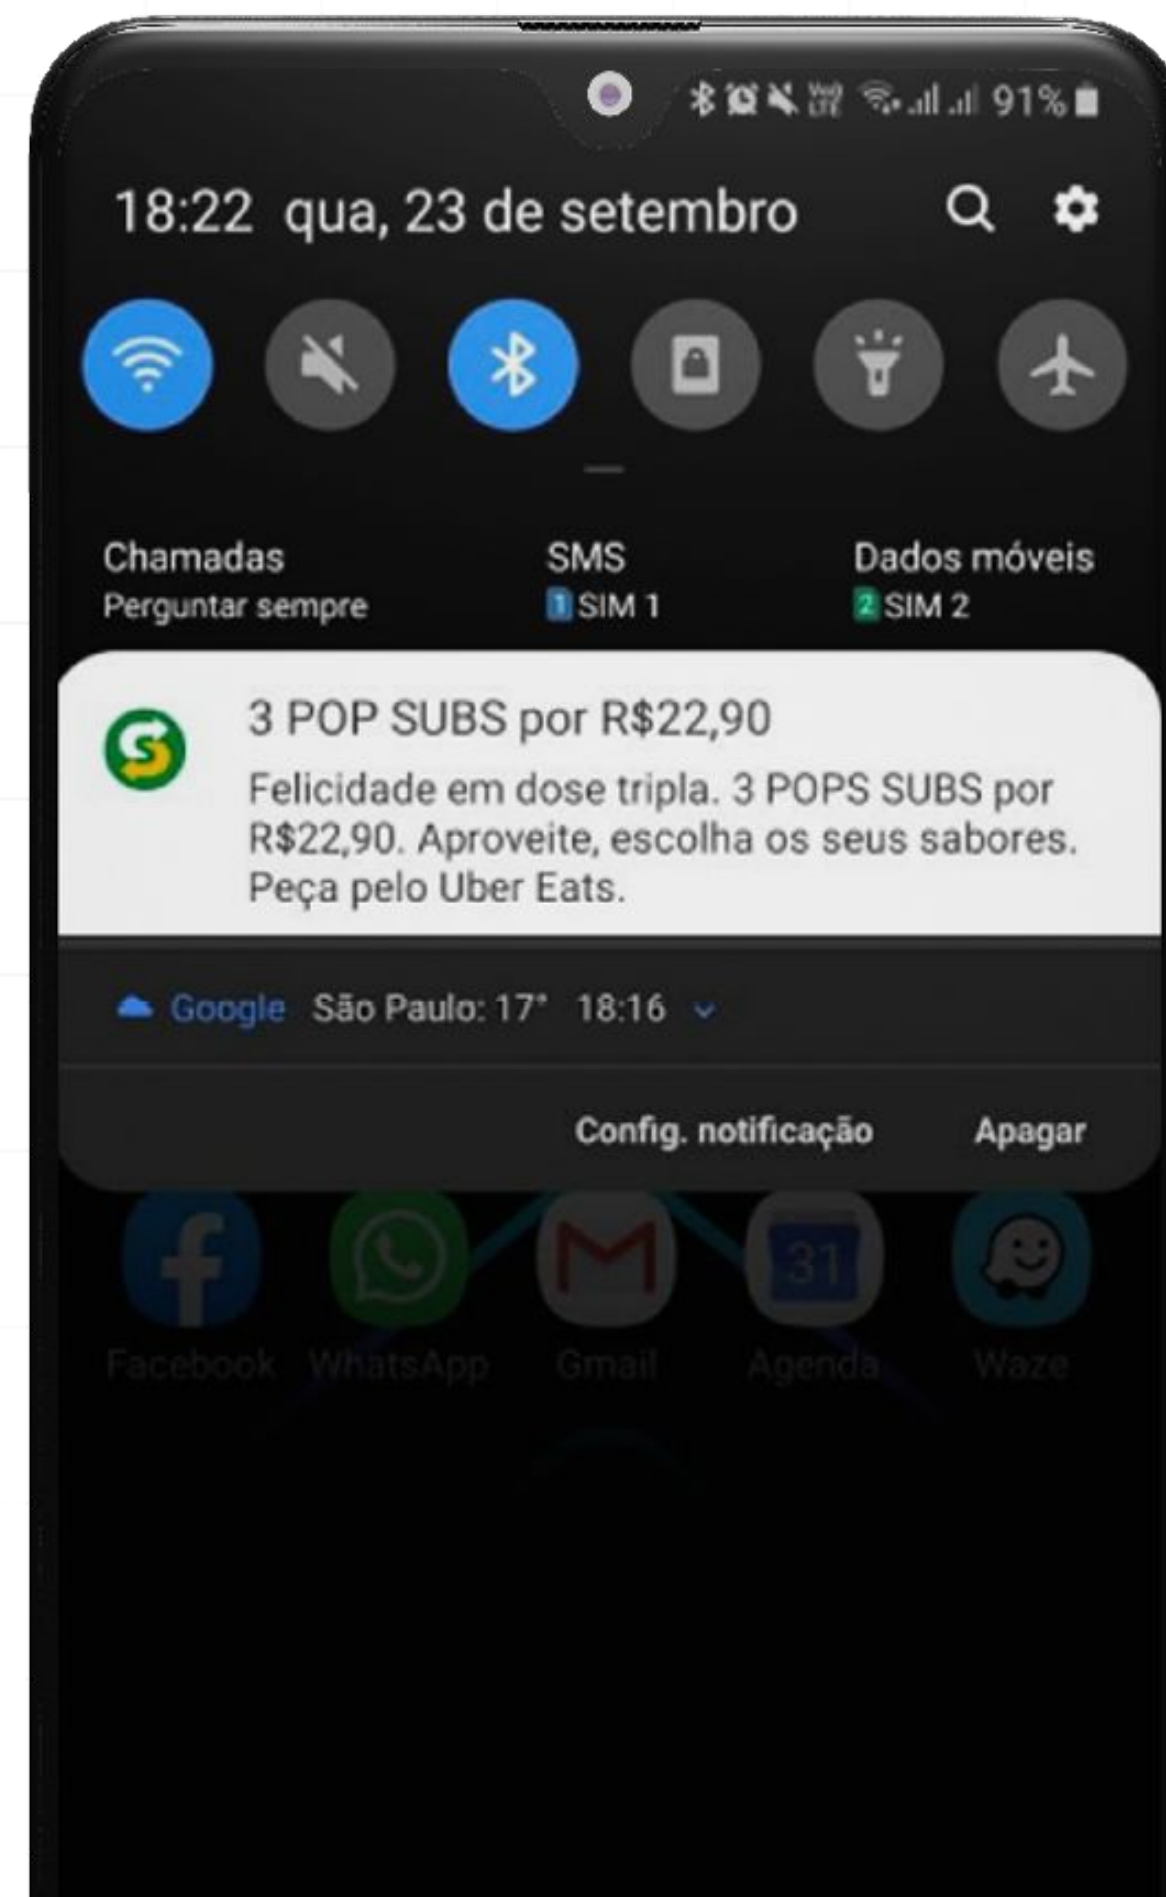 Vo)) LTE 91%
18:22 qua, 23 de setembro
Chamadas SMS Dados móveis
Perguntar sempre 1 SIM 1 2 SIM 2
3 POP SUBS por R$22,90
Felicidade em dose tripla. 3 POPS SUBS por
R$22,90. Aproveite, escolha os seus sabores.
Peça pelo Uber Eats.
Google São Paulo: 17° 18:16
Config. notificação Apagar
31
Facebook WhatsApp Gmail Agenda Waze